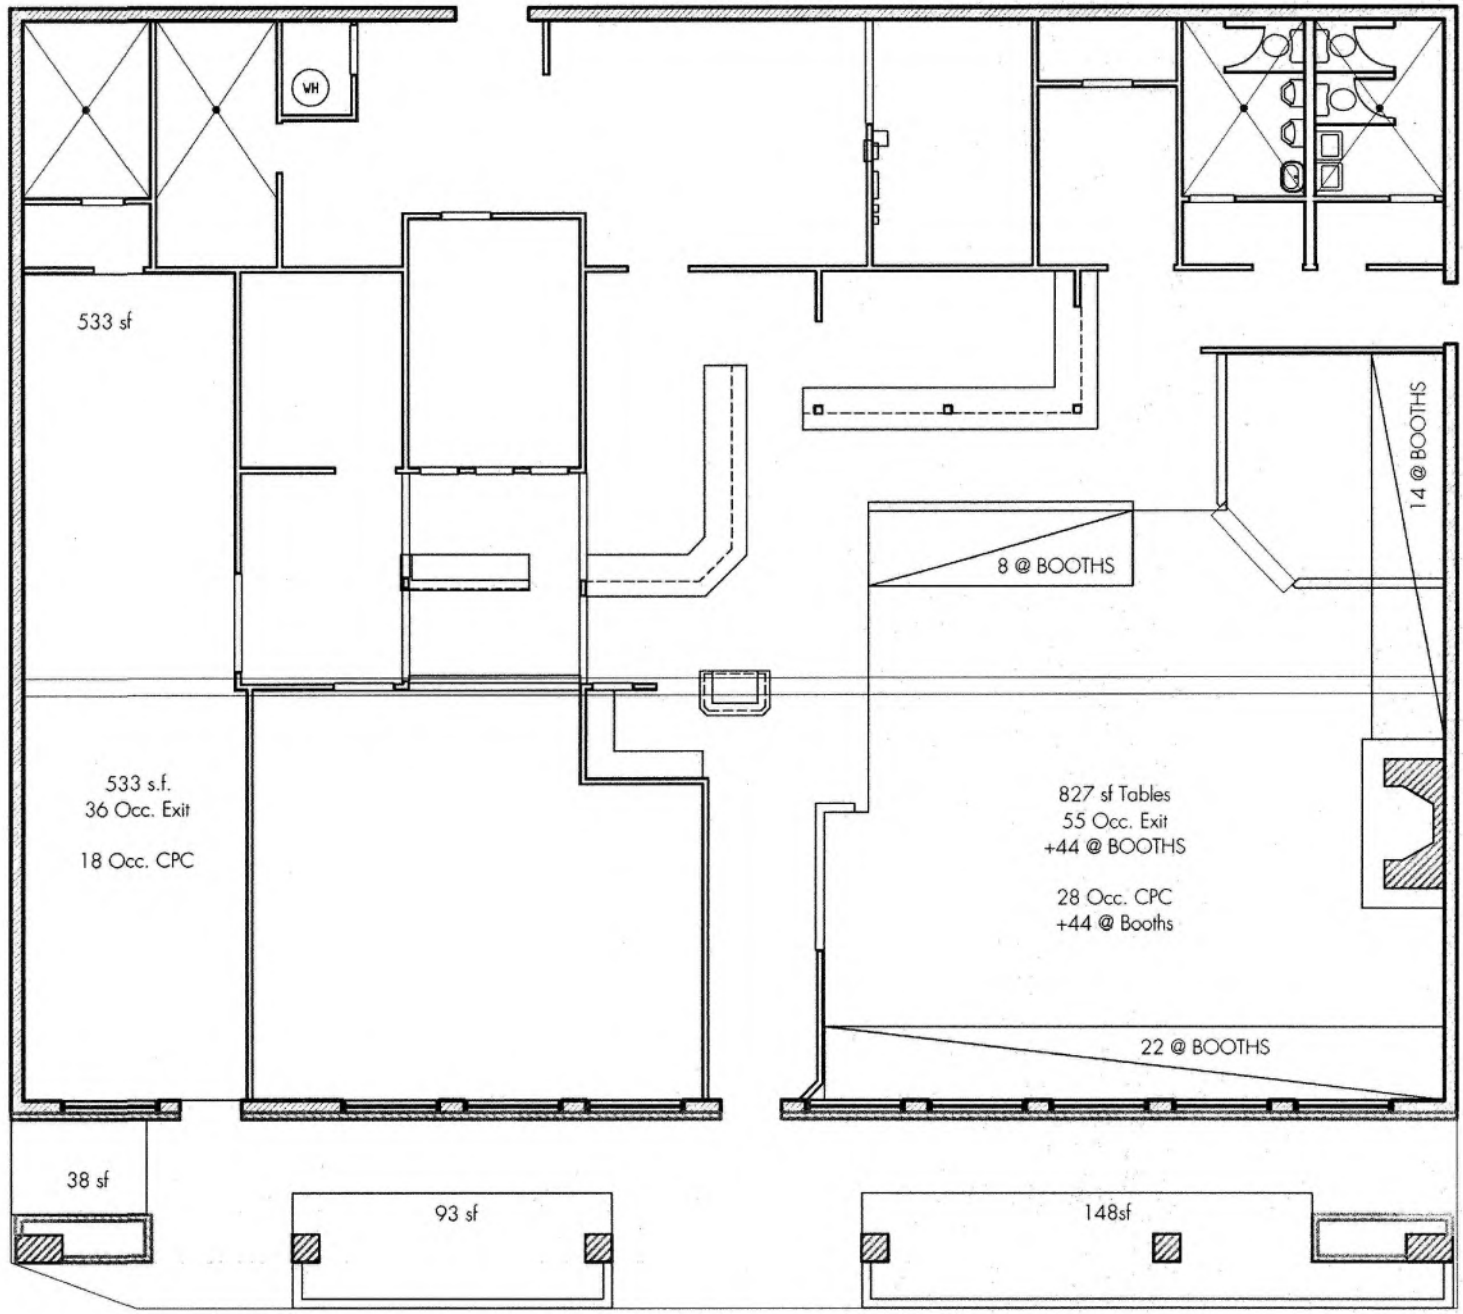 WH
533 sf
14 @ BOOTHS
8 @ BOOTHS
533 s.f.
36 Occ. Exit
18 Occ. CPC
827 sf Tables
55 Occ. Exit
+44 @ BOOTHS
28 Occ. CPC
+44 @ Booths
22 @ BOOTHS
38 sf
93 sf
148sf